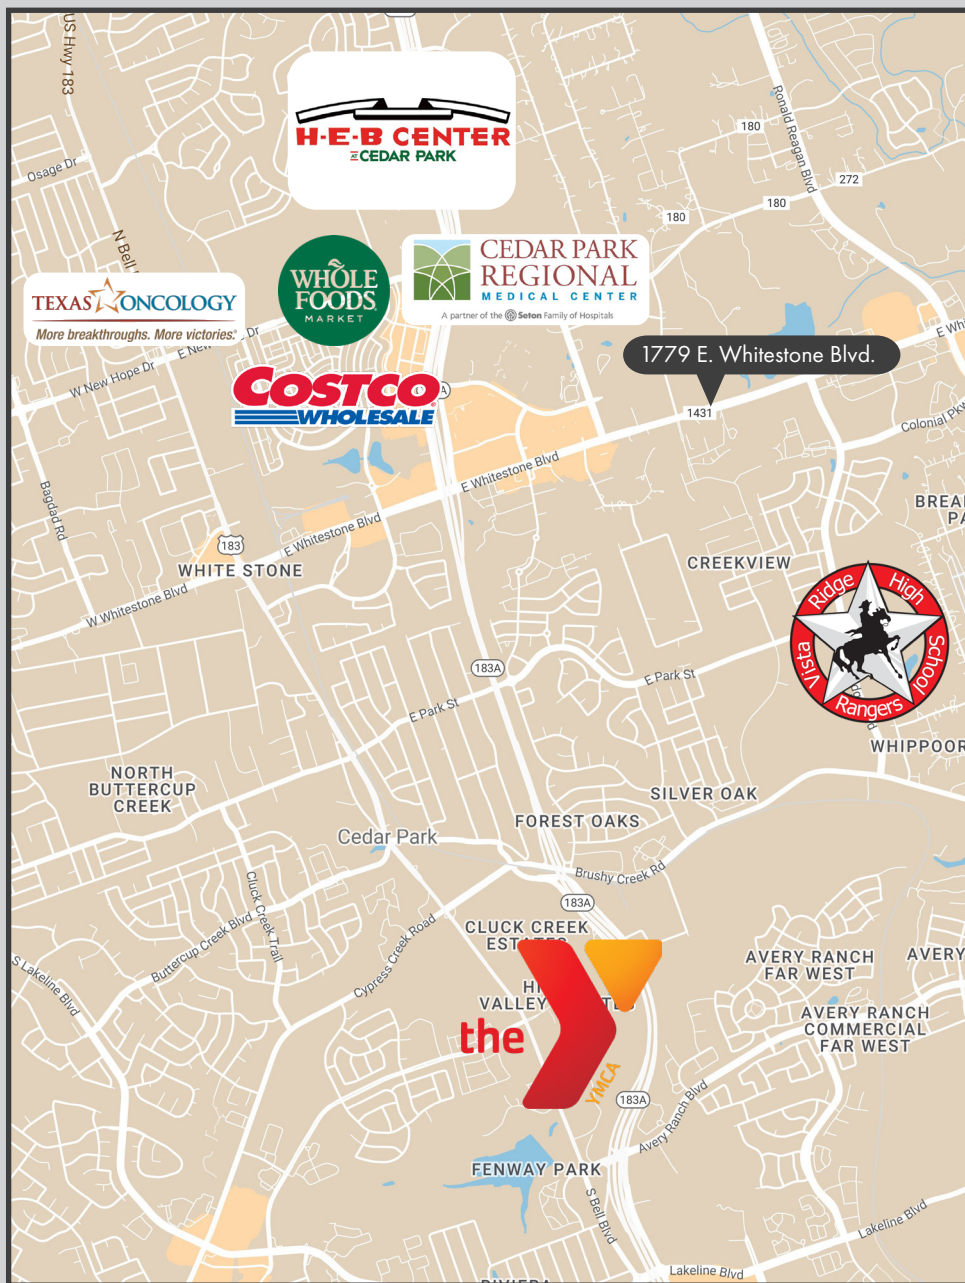 US Hwy 183
180
Ronald Reagan Blvd
H-E-B CENTER
AT CEDAR PARK
Osage Dr
272
180
180
N Bell
WHOLE
FOODS
MARKET
CEDAR PARK
REGIONAL
MEDICAL CENTER
A partner of the Seton Family of Hospitals
TEXAS ONCOLOGY
More breakthroughs. More victories.®
1779 E. Whitestone Blvd.
W New Hope Dr
COSTCO
WHOLESALE
1431
Colonial Pkw
E Whitestone Blvd
Bagdad Rd
E Whitestone Blvd
183
WHITE STONE
CREEKVIEW
W Whitestone Blvd
Vista Ridge High School Rangers
183A
E Park St
E Park St
WHIPPOOR
NORTH
BUTTERCUP
CREEK
SILVER OAK
FOREST OAKS
Cedar Park
Brushy Creek Rd
183A
Cluck Creek Trail
Buttercup Creek Blvd
Cypress Creek Road
CLUCK CREEK
AVERY RANCH
FAR WEST
AVERY
S Lakeline Blvd
VALLEY
the
YMCA
AVERY RANCH
COMMERCIAL
FAR WEST
183A
Avery Ranch Blvd
FENWAY PARK
S Bell Blvd
Lakeline Blvd
Lakeline Blvd